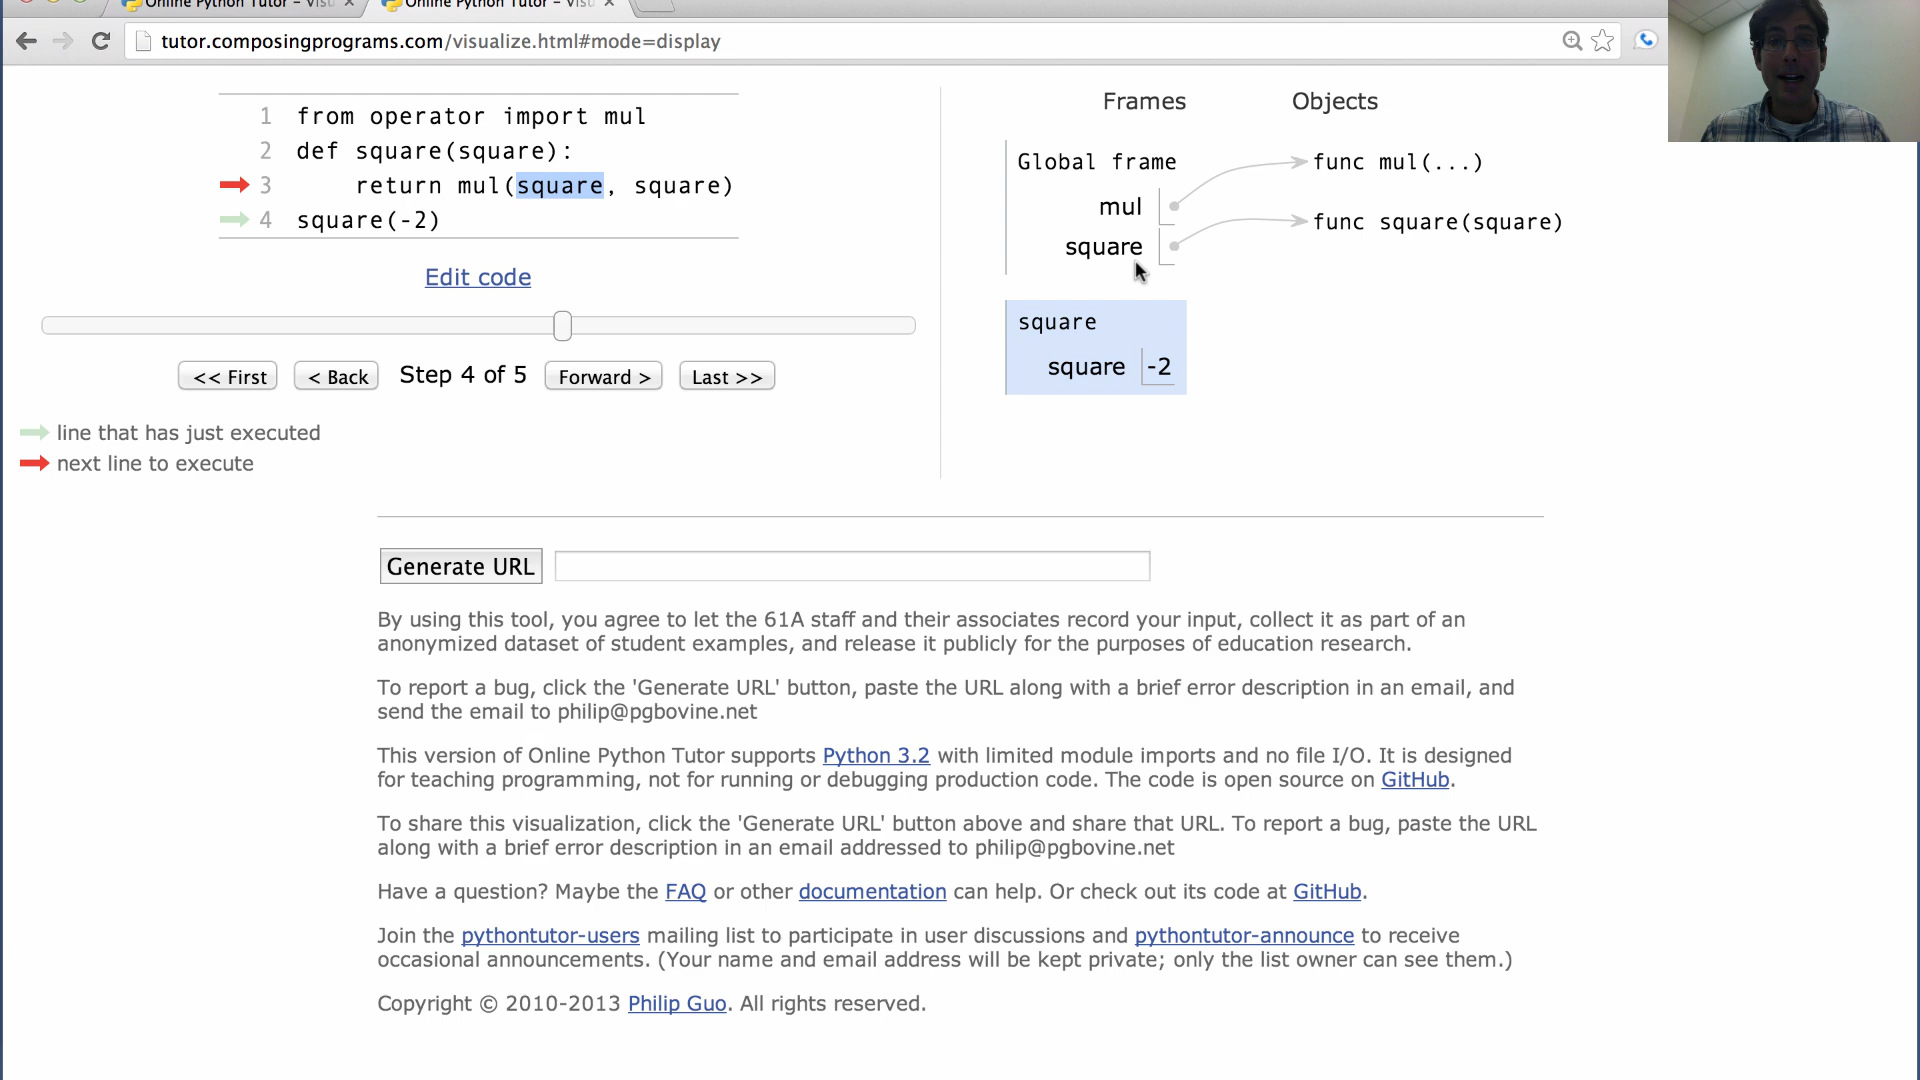 Online Python Tutor – Visu × Online Python Tutor – Visu ×
tutor.composingprograms.com/visualize.html#mode=display
1 from operator import mul
2 def square(square):
3 return mul(square, square)
4 square(-2)
Edit code
<< First < Back Step 4 of 5 Forward > Last >>
line that has just executed
next line to execute
Frames Objects
Global frame func mul(...)
mul
func square(square)
square
square
square -2
Generate URL
By using this tool, you agree to let the 61A staff and their associates record your input, collect it as part of an
anonymized dataset of student examples, and release it publicly for the purposes of education research.
To report a bug, click the 'Generate URL' button, paste the URL along with a brief error description in an email, and
send the email to philip@pgbovine.net
This version of Online Python Tutor supports Python 3.2 with limited module imports and no file I/O. It is designed
for teaching programming, not for running or debugging production code. The code is open source on GitHub.
To share this visualization, click the 'Generate URL' button above and share that URL. To report a bug, paste the URL
along with a brief error description in an email addressed to philip@pgbovine.net
Have a question? Maybe the FAQ or other documentation can help. Or check out its code at GitHub.
Join the pythontutor-users mailing list to participate in user discussions and pythontutor-announce to receive
occasional announcements. (Your name and email address will be kept private; only the list owner can see them.)
Copyright © 2010-2013 Philip Guo. All rights reserved.